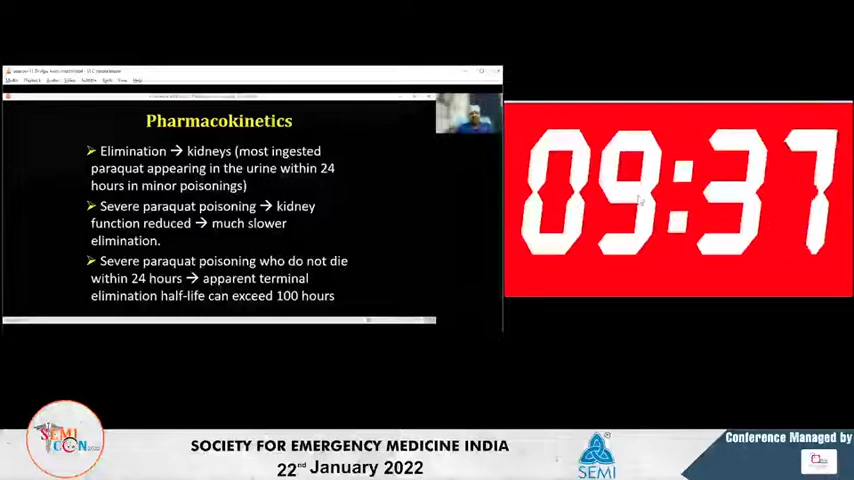 Pharmacokinetics
➢ Elimination → kidneys (most ingested
paraquat appearing in the urine within 24
hours in minor poisonings)
➢ Severe paraquat poisoning → kidney
function reduced → much slower
elimination.
➢ Severe paraquat poisoning who do not die
within 24 hours → apparent terminal
elimination half-life can exceed 100 hours
09:37
SEMI
CON 2022
SOCIETY FOR EMERGENCY MEDICINE INDIA
22nd January 2022
SEMI
Conference Managed by